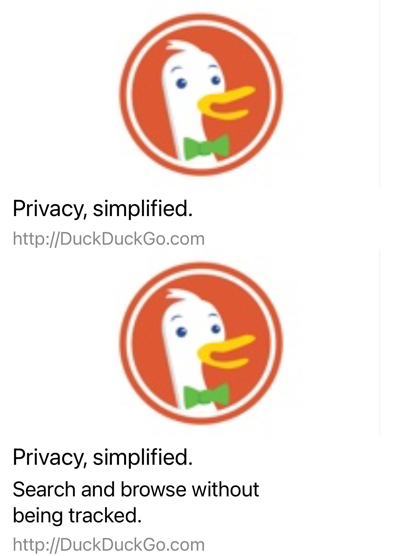 Privacy, simplified.
http://DuckDuckGo.com
Privacy, simplified.
Search and browse without
being tracked.
http://DuckDuckGo.com